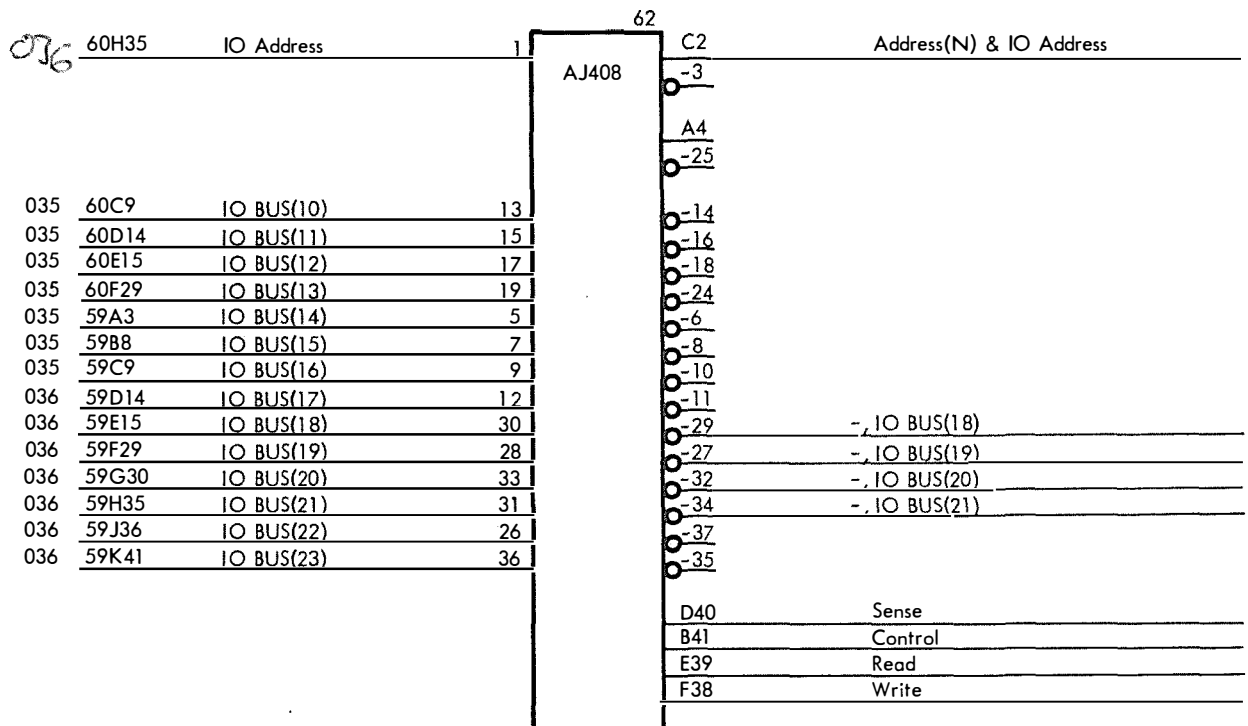 62
036 60H35 IO Address 1 C2 Address(N) & IO Address
AJ408 -3
A4
-25
035 60C9 IO BUS(10) 13 -14
035 60D14 IO BUS(11) 15 -16
035 60E15 IO BUS(12) 17 -18
035 60F29 IO BUS(13) 19 -24
035 59A3 IO BUS(14) 5 -6
035 59B8 IO BUS(15) 7 -8
035 59C9 IO BUS(16) 9 -10
036 59D14 IO BUS(17) 12 -11
036 59E15 IO BUS(18) 30 -29 -, IO BUS(18)
036 59F29 IO BUS(19) 28 -27 -, IO BUS(19)
036 59G30 IO BUS(20) 33 -32 -, IO BUS(20)
036 59H35 IO BUS(21) 31 -34 -, IO BUS(21)
036 59J36 IO BUS(22) 26 -37
036 59K41 IO BUS(23) 36 -35
D40 Sense
B41 Control
E39 Read
F38 Write